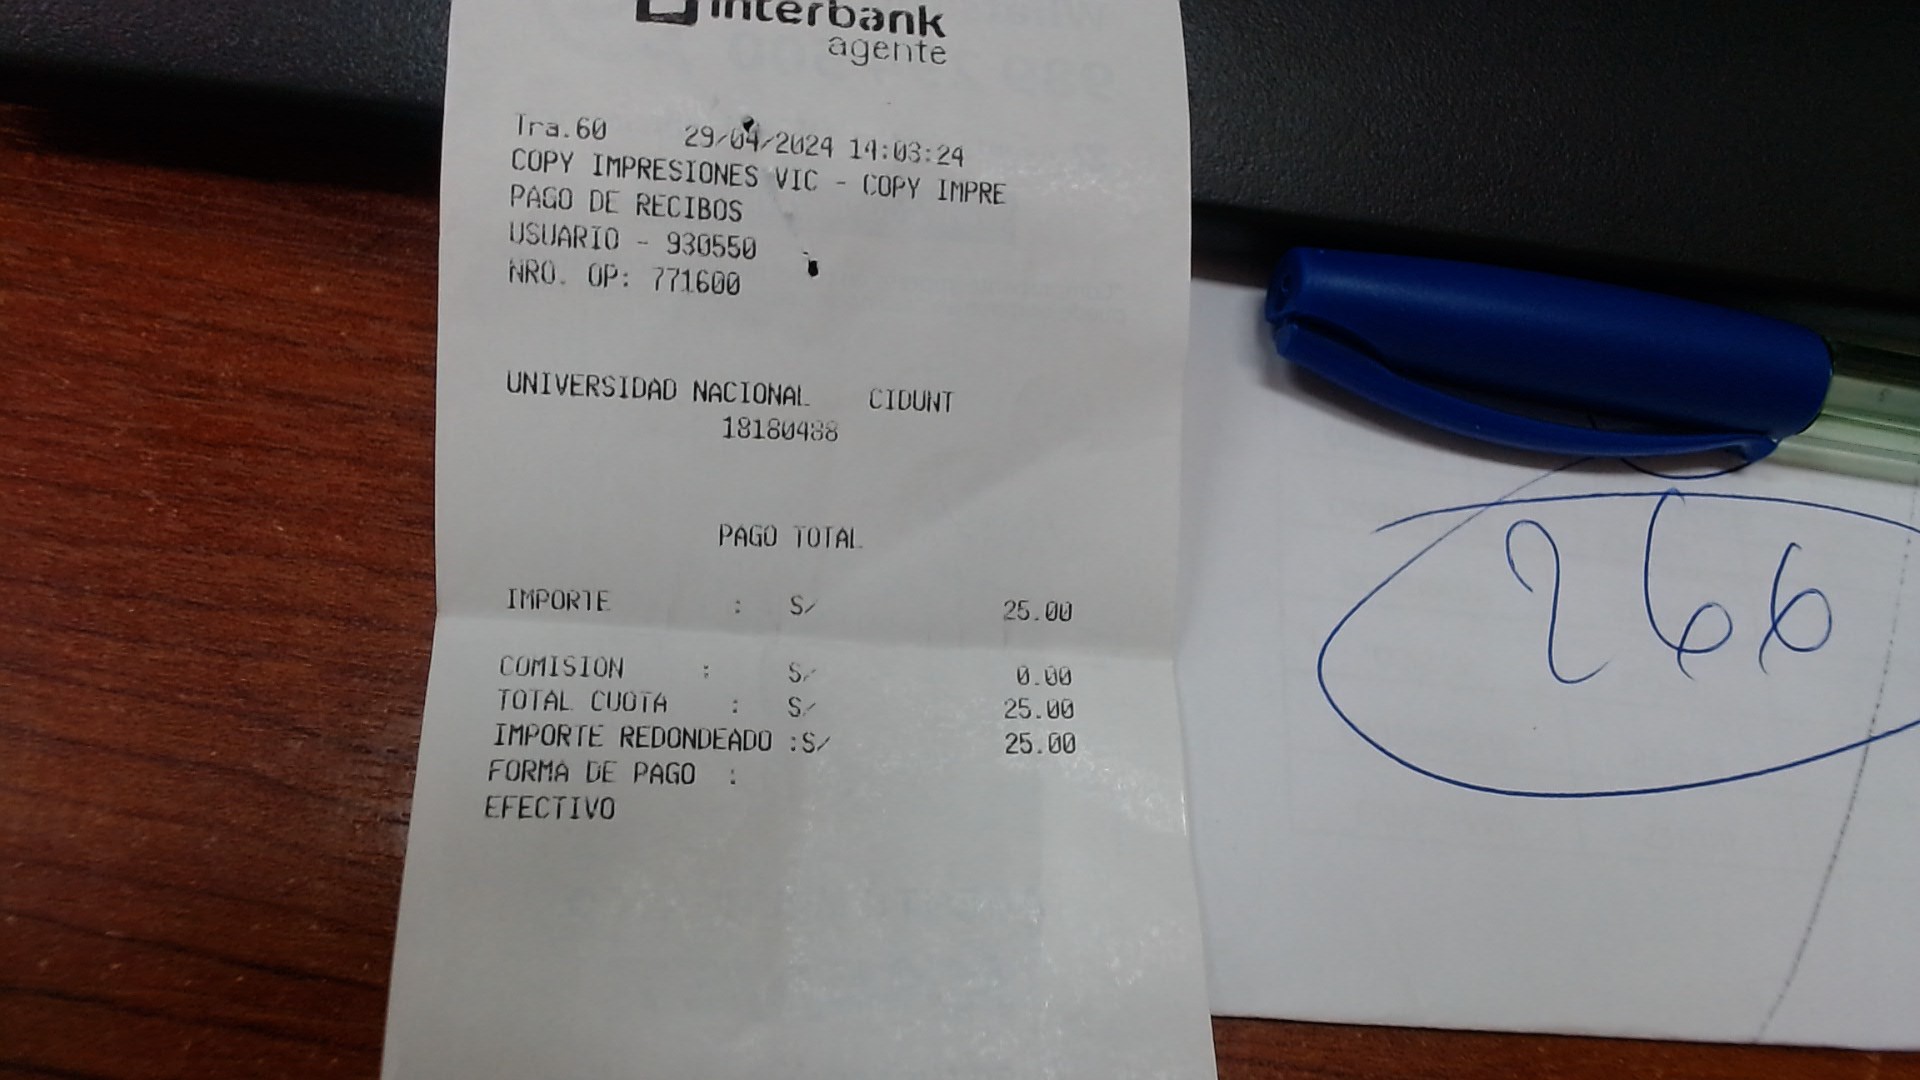 interbank
agente
Tra.60 29/04/2024 14:03:24
COPY IMPRESIONES VIC - COPY IMPRE
PAGO DE RECIBOS
USUARIO - 930550
NRO. OP: 771600
UNIVERSIDAD NACIONAL CIDUNT
18180488
PAGO TOTAL
IMPORTE : S/ 25.00
COMISION : S/ 0.00
TOTAL CUOTA : S/ 25.00
IMPORTE REDONDEADO :S/ 25.00
FORMA DE PAGO :
EFECTIVO
266